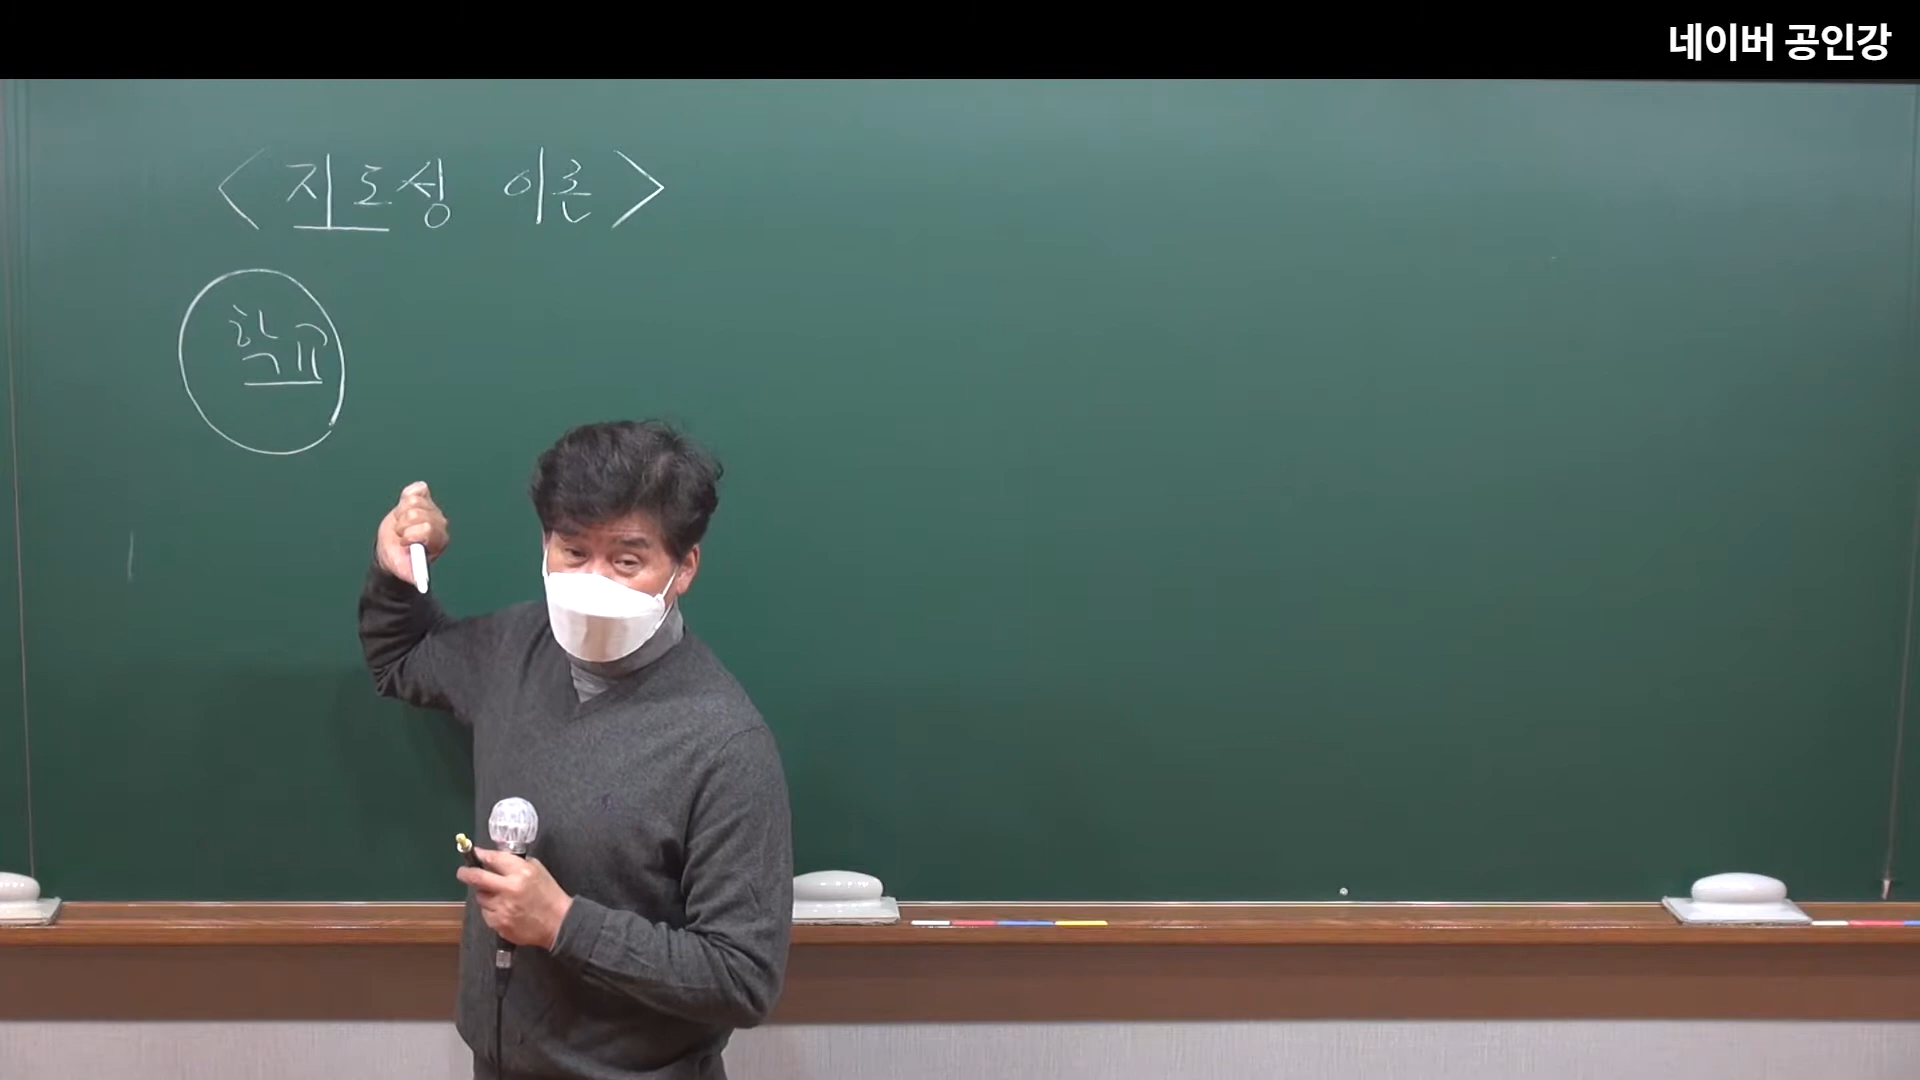 네이버 공인강
<지도성 이론>
학교